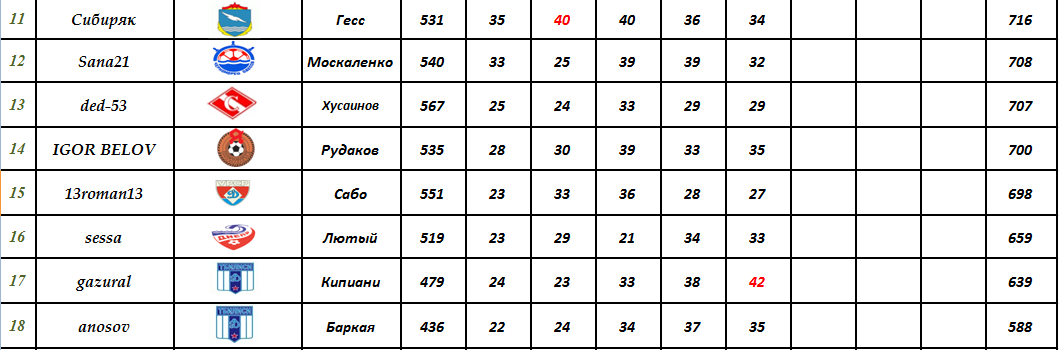 11 Сибиряк Гесс 531 35 40 40 36 34 716
12 Sana21 Москаленко 540 33 25 39 39 32 708
13 ded-53 Хусаинов 567 25 24 33 29 29 707
14 IGOR BELOV Рудаков 535 28 30 39 33 35 700
15 13roman13 Сабо 551 23 33 36 28 27 698
16 sessa ДНЕПР Лютый 519 23 29 21 34 33 659
17 gazural Кипиани 479 24 23 33 38 42 639
18 anosov Баркая 436 22 24 34 37 35 588